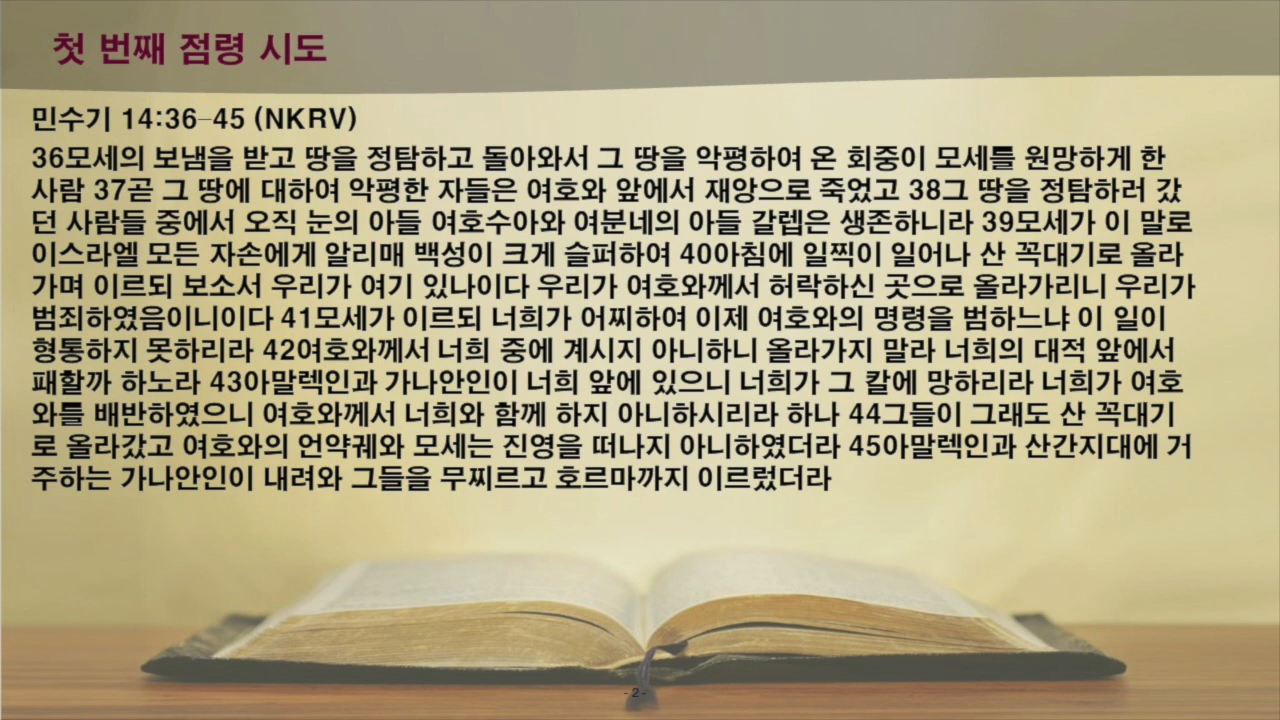 첫 번째 점령 시도
민수기 14:36–45 (NKRV)
36모세의 보냄을 받고 땅을 정탐하고 돌아와서 그 땅을 악평하여 온 회중이 모세를 원망하게 한
사람 37곧 그 땅에 대하여 악평한 자들은 여호와 앞에서 재앙으로 죽었고 38그 땅을 정탐하러 갔
던 사람들 중에서 오직 눈의 아들 여호수아와 여분네의 아들 갈렙은 생존하니라 39모세가 이 말로
이스라엘 모든 자손에게 알리매 백성이 크게 슬퍼하여 40아침에 일찍이 일어나 산 꼭대기로 올라
가며 이르되 보소서 우리가 여기 있나이다 우리가 여호와께서 허락하신 곳으로 올라가리니 우리가
범죄하였음이니이다 41모세가 이르되 너희가 어찌하여 이제 여호와의 명령을 범하느냐 이 일이
형통하지 못하리라 42여호와께서 너희 중에 계시지 아니하니 올라가지 말라 너희의 대적 앞에서
패할까 하노라 43아말렉인과 가나안인이 너희 앞에 있으니 너희가 그 칼에 망하리라 너희가 여호
와를 배반하였으니 여호와께서 너희와 함께 하지 아니하시리라 하나 44그들이 그래도 산 꼭대기
로 올라갔고 여호와의 언약궤와 모세는 진영을 떠나지 아니하였더라 45아말렉인과 산간지대에 거
주하는 가나안인이 내려와 그들을 무찌르고 호르마까지 이르렀더라
- 2 -